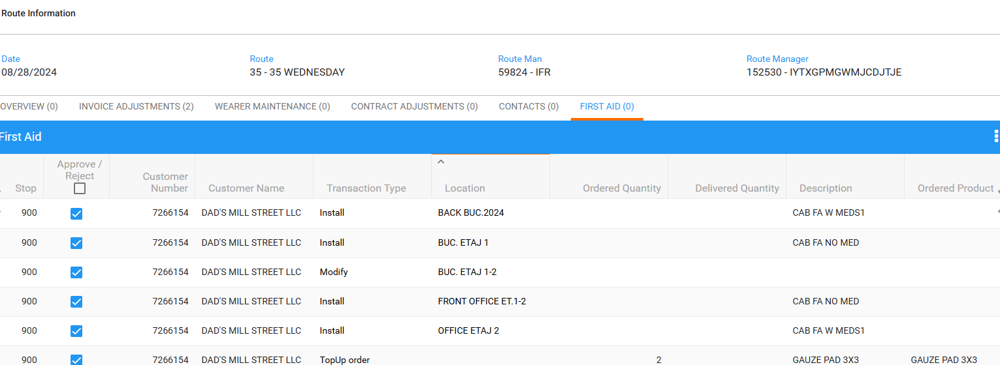 Route Information
Date Route Route Man Route Manager
08/28/2024 35 - 35 WEDNESDAY 59824 - IFR 152530 - IYTXGPMGWMJCDJTJE
OVERVIEW (0) INVOICE ADJUSTMENTS (2) WEARER MAINTENANCE (0) CONTRACT ADJUSTMENTS (0) CONTACTS (0) FIRST AID (0)
First Aid
Stop Approve / Reject Customer Number Customer Name Transaction Type Location Ordered Quantity Delivered Quantity Description Ordered Product
900 7266154 DAD'S MILL STREET LLC Install BACK BUC.2024 CAB FA W MEDS1
900 7266154 DAD'S MILL STREET LLC Install BUC. ETAJ 1 CAB FA NO MED
900 7266154 DAD'S MILL STREET LLC Modify BUC. ETAJ 1-2
900 7266154 DAD'S MILL STREET LLC Install FRONT OFFICE ET.1-2 CAB FA NO MED
900 7266154 DAD'S MILL STREET LLC Install OFFICE ETAJ 2 CAB FA W MEDS1
900 7266154 DAD'S MILL STREET LLC TopUp order 2 GAUZE PAD 3X3 GAUZE PAD 3X3